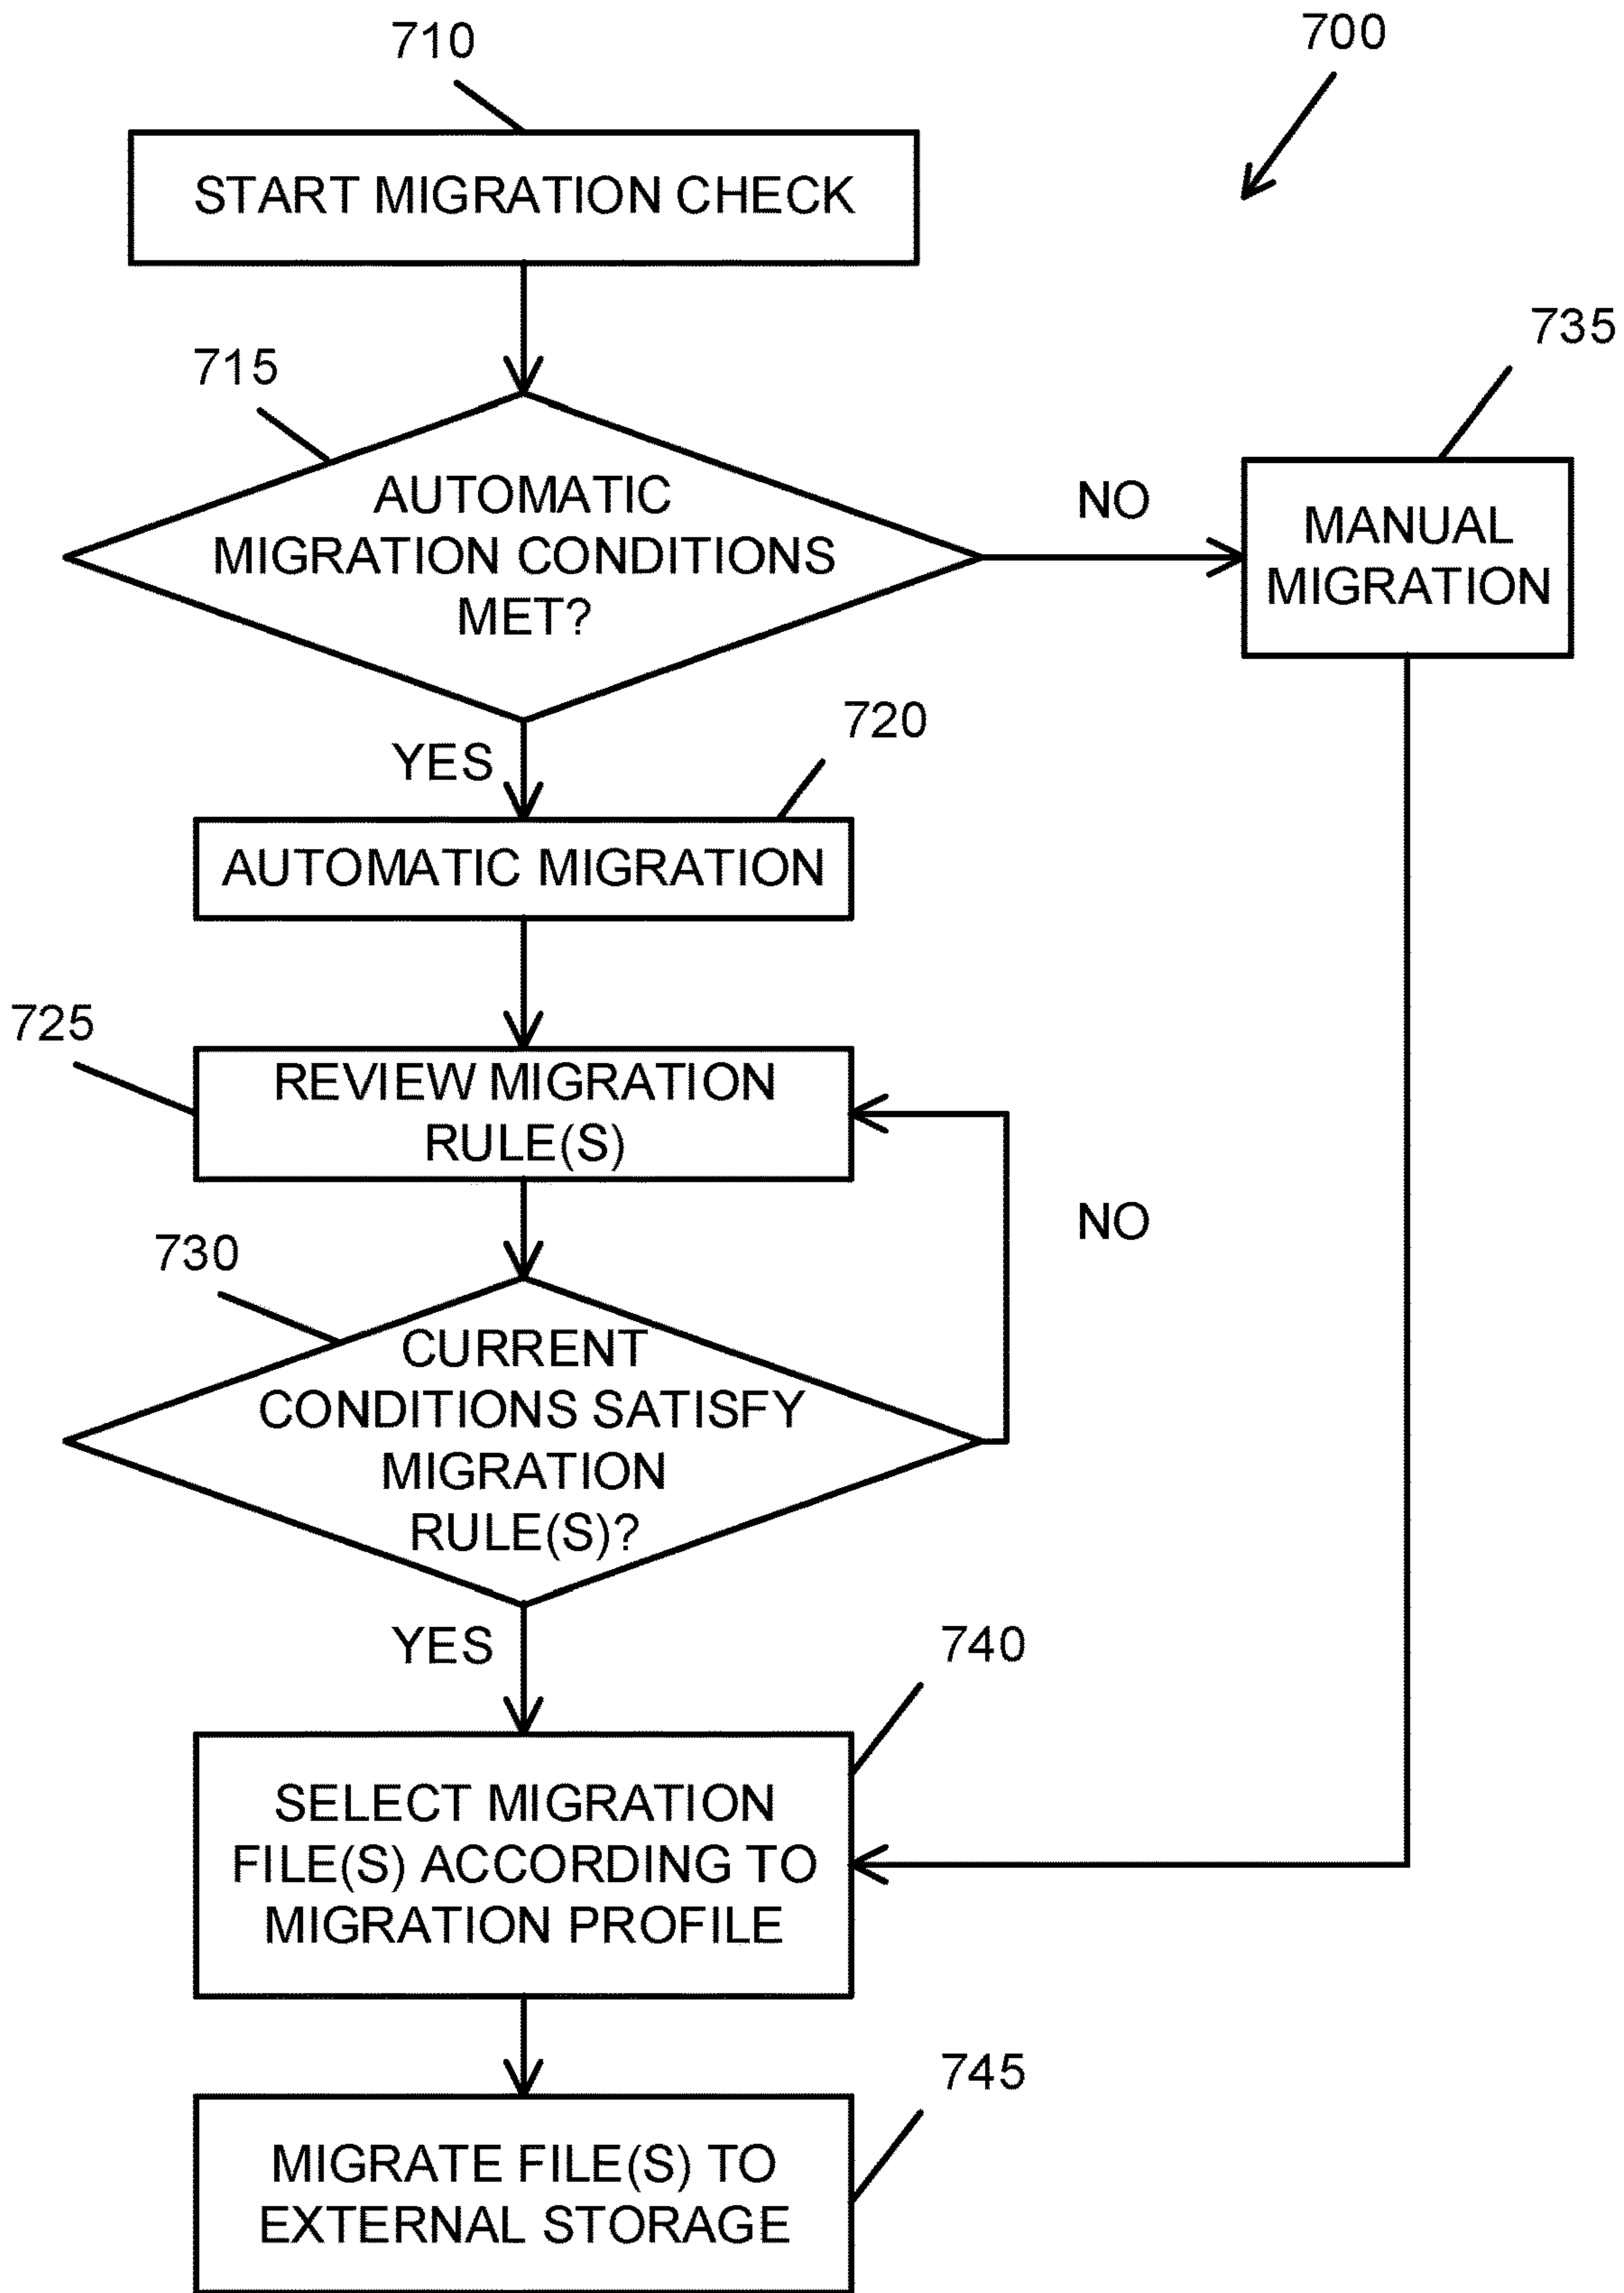 710
700
START MIGRATION CHECK
715
735
AUTOMATIC
MIGRATION CONDITIONS
MET?
NO
MANUAL
MIGRATION
YES
720
AUTOMATIC MIGRATION
725
REVIEW MIGRATION
RULE(S)
NO
730
CURRENT
CONDITIONS SATISFY
MIGRATION
RULE(S)?
YES
740
SELECT MIGRATION
FILE(S) ACCORDING TO
MIGRATION PROFILE
745
MIGRATE FILE(S) TO
EXTERNAL STORAGE